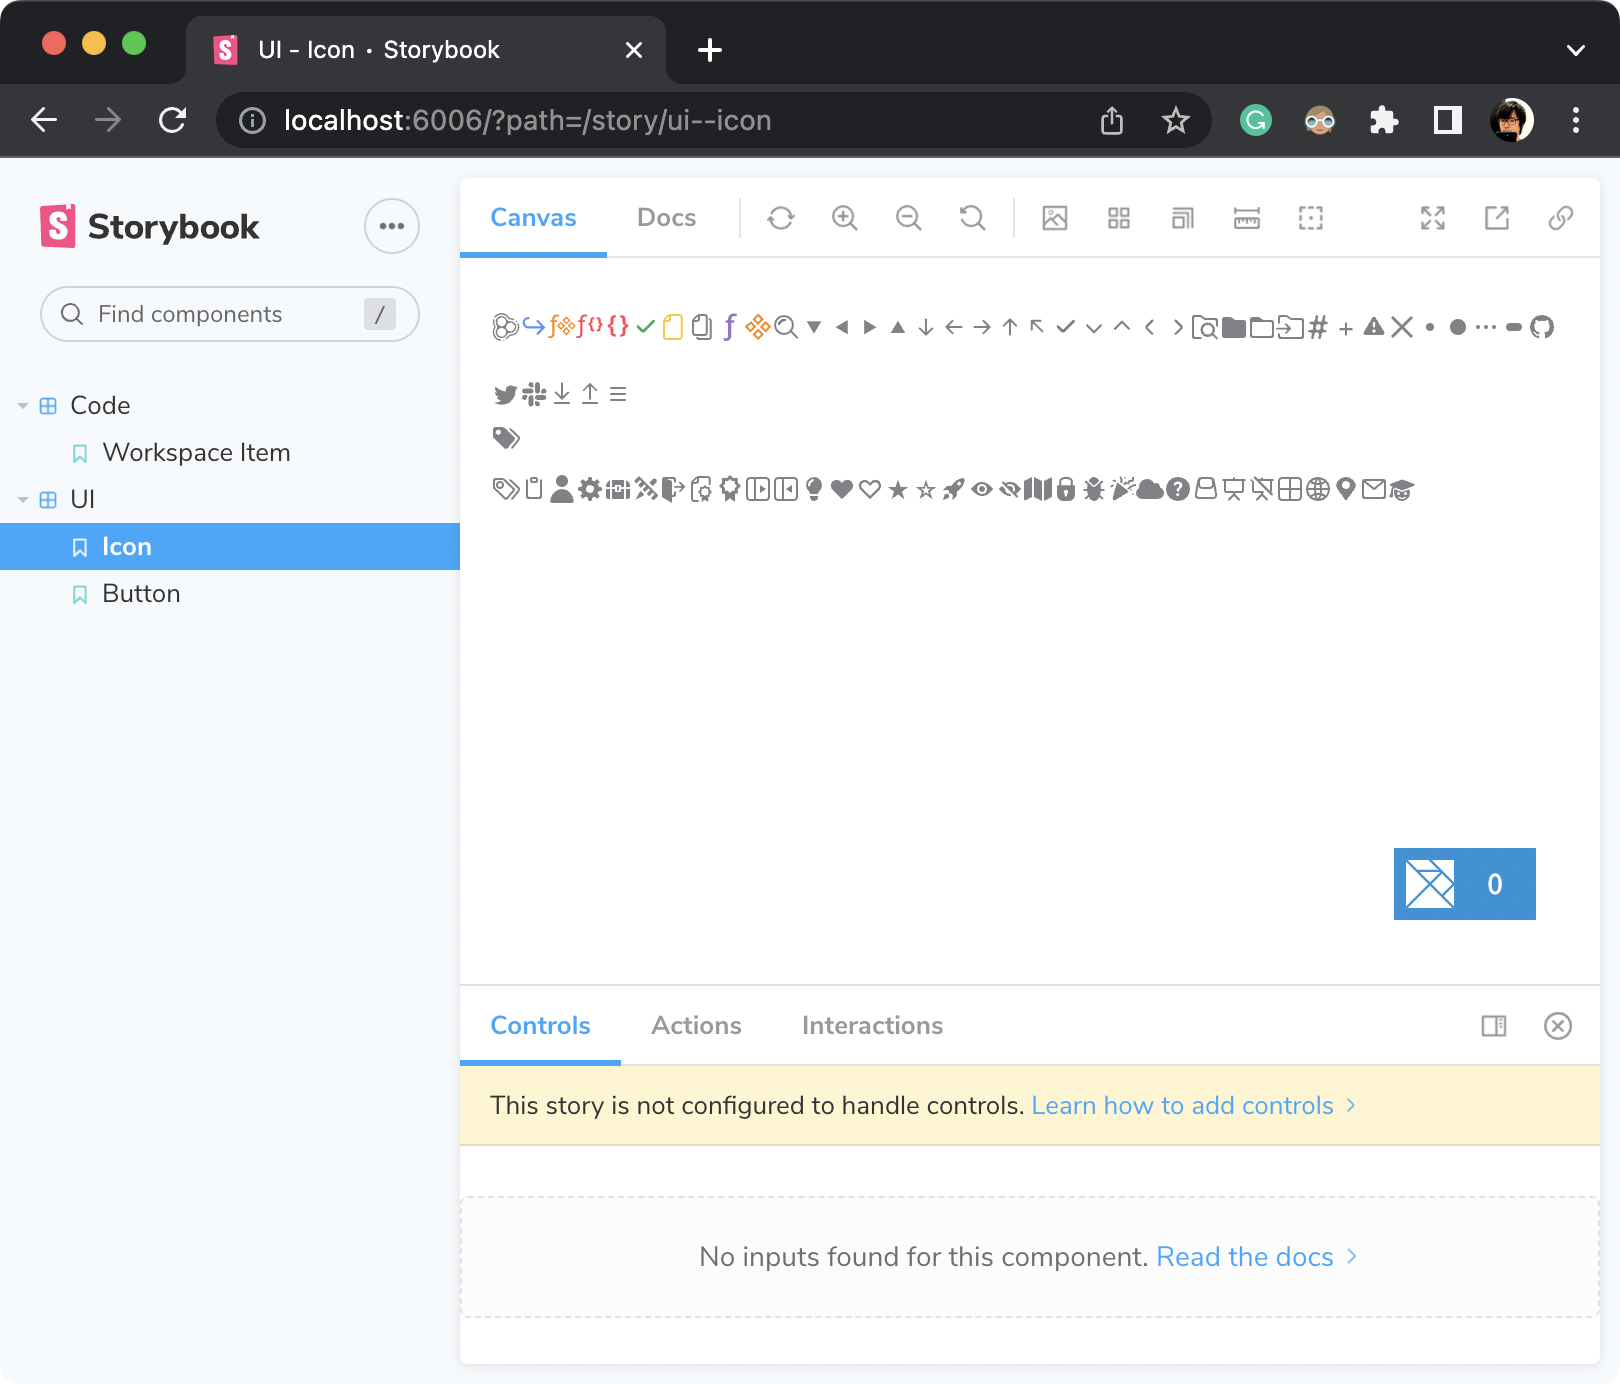 UI - Icon · Storybook
localhost:6006/?path=/story/ui--icon
Storybook
Find components /
Code
Workspace Item
UI
Icon
Button
Canvas Docs
0
Controls Actions Interactions
This story is not configured to handle controls. Learn how to add controls
No inputs found for this component. Read the docs